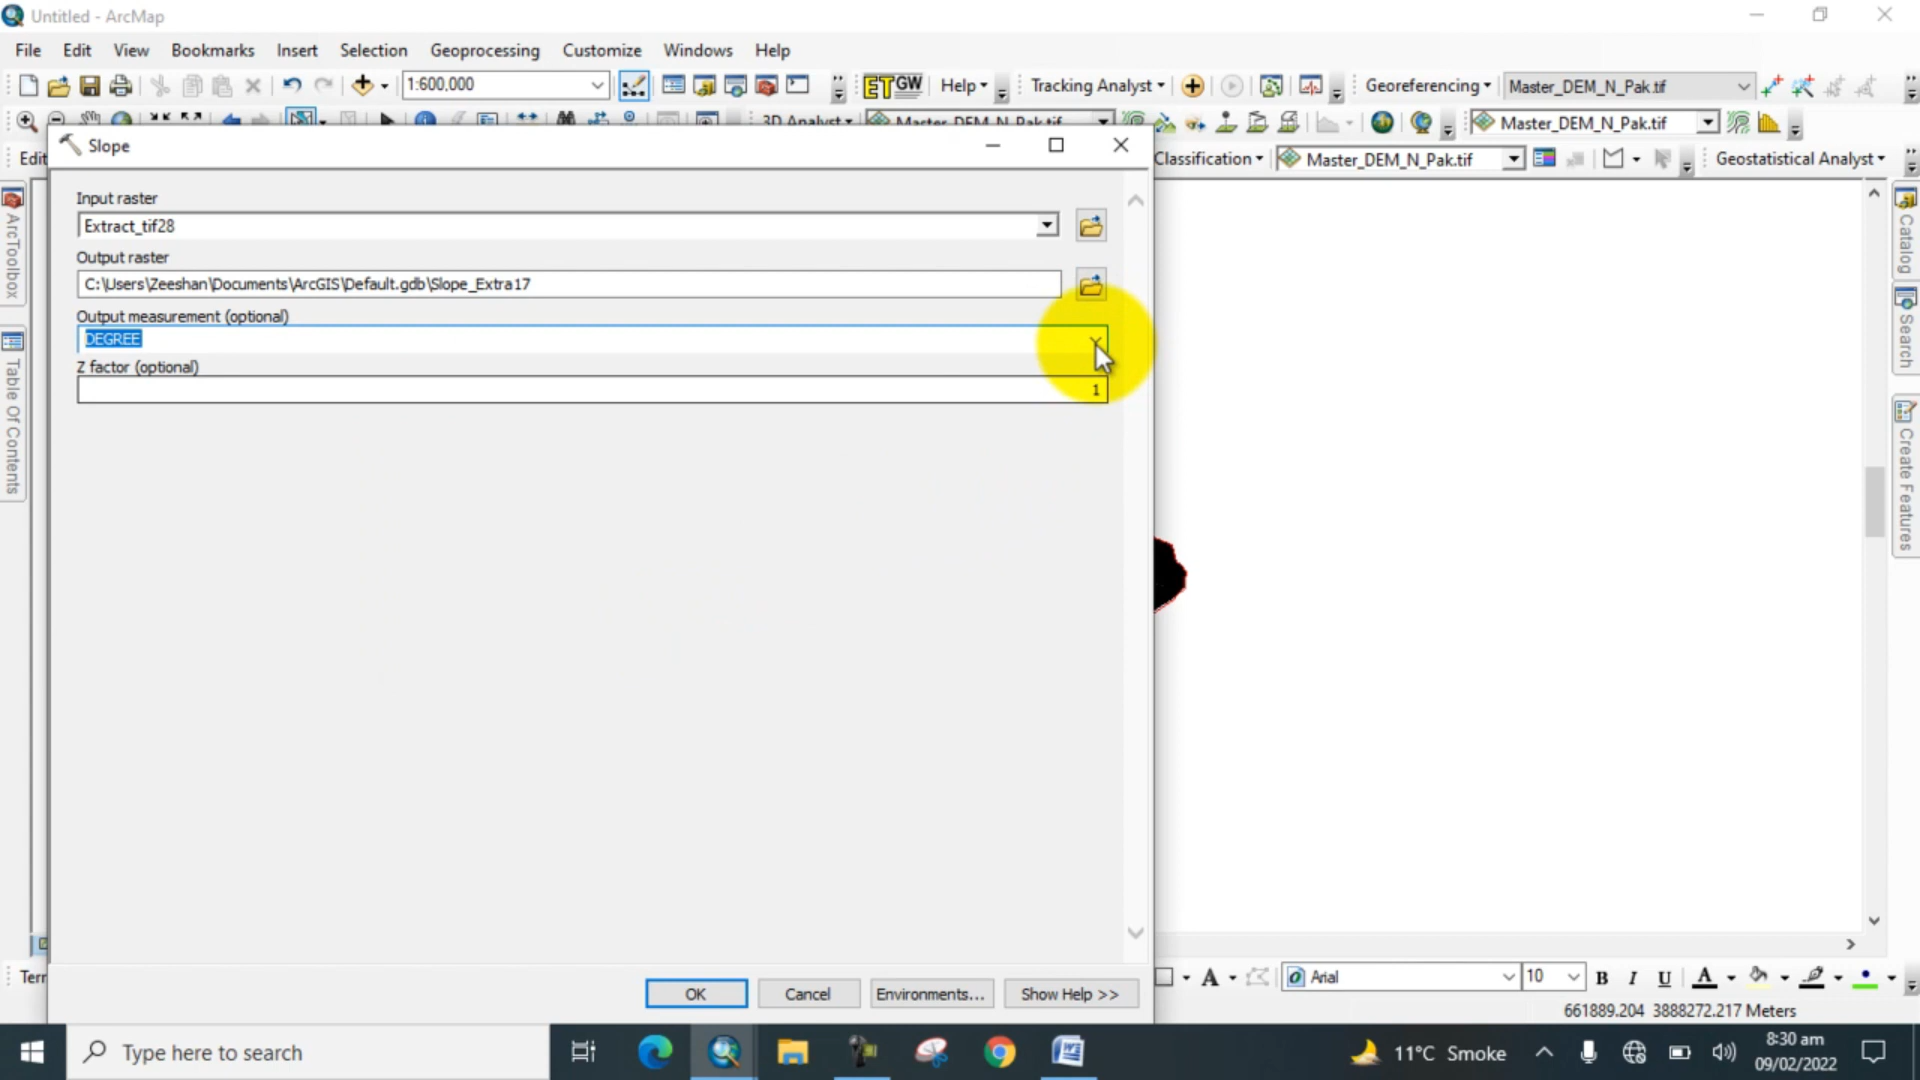 Untitled - ArcMap
File Edit View Bookmarks Insert Selection Geoprocessing Customize Windows Help
1:600,000 ET GW Help Tracking Analyst Georeferencing Master_DEM_N_Pak.tif
3D Analyst Master_DEM_N_Pak.tif Master_DEM_N_Pak.tif
Slope
Classification Master_DEM_N_Pak.tif Geostatistical Analyst
ArcToolbox
Table Of Contents
Input raster
Extract_tif28
Output raster
C:\Users\Zeeshan\Documents\ArcGIS\Default.gdb\Slope_Extra17
Output measurement (optional)
DEGREE
Z factor (optional)
1
Catalog
Search
Create Features
OK Cancel Environments... Show Help >>
Arial 10 B I U A
661889.204 3888272.217 Meters
Type here to search
11°C Smoke
8:30 am
09/02/2022